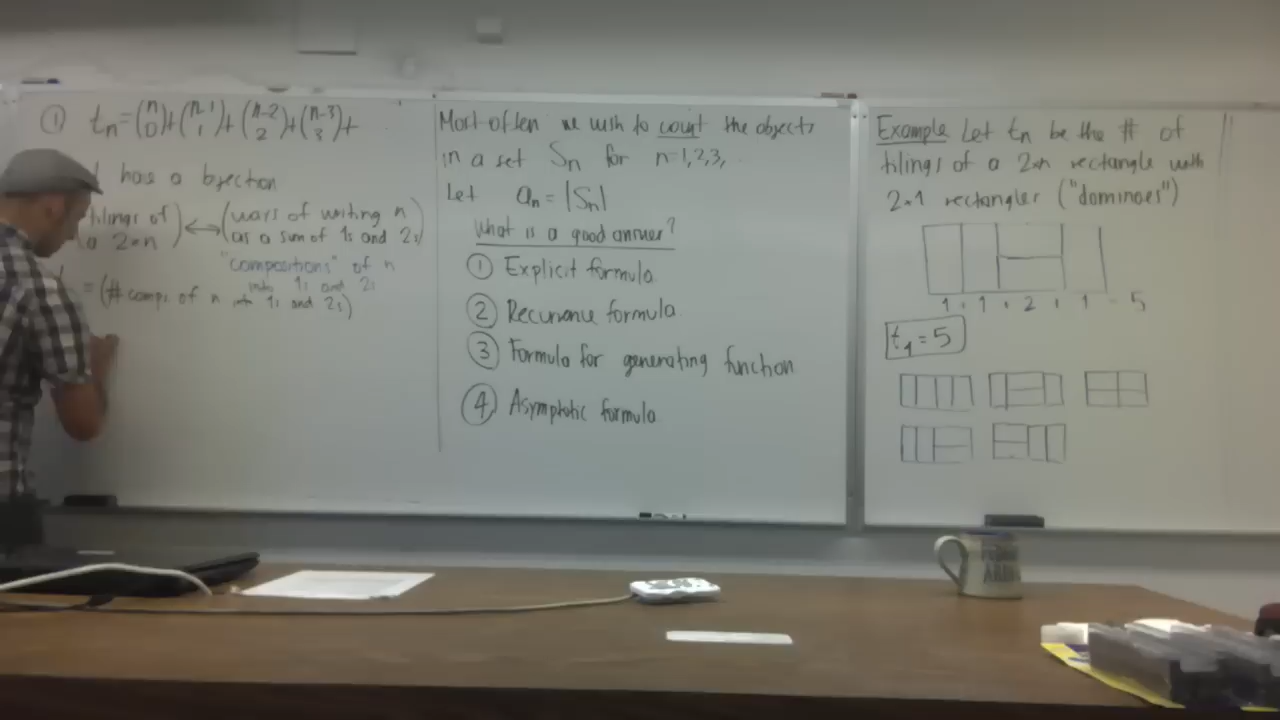 ① tn = (n 0) + (n-1 1) + (n-2 2) + (n-3 3) +
has a bijection
(tilings of a 2×n) ↔ (ways of writing n as a sum of 1s and 2s)
"compositions" of n
into 1s and 2s
= (# comps. of n into 1s and 2s)
Most often we wish to count the objects
in a set Sn for n=1,2,3,
Let an = |Sn|
What is a good answer?
① Explicit formula
② Recurrence formula
③ Formula for generating function
④ Asymptotic formula
Example Let tn be the # of
tilings of a 2×n rectangle with
2×1 rectangles ("dominoes")
1 + 1 + 2 + 1 = 5
t4 = 5